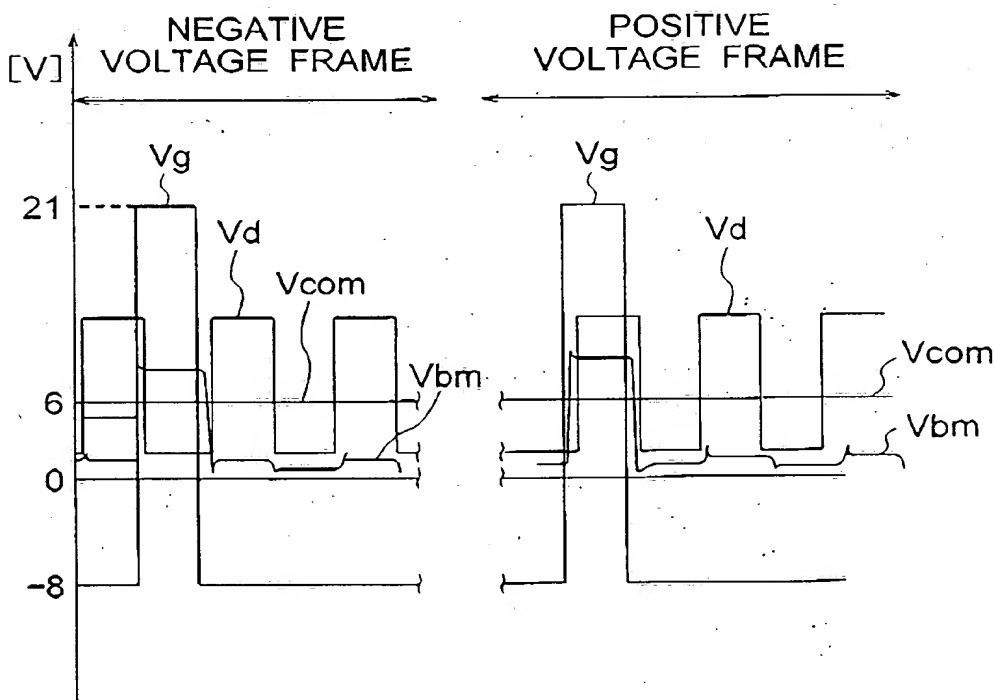 NEGATIVE
VOLTAGE FRAME
POSITIVE
VOLTAGE FRAME
[V]
Vg
Vg
21
Vd
Vd
Vcom
Vcom
Vbm
6
Vbm
0
-8